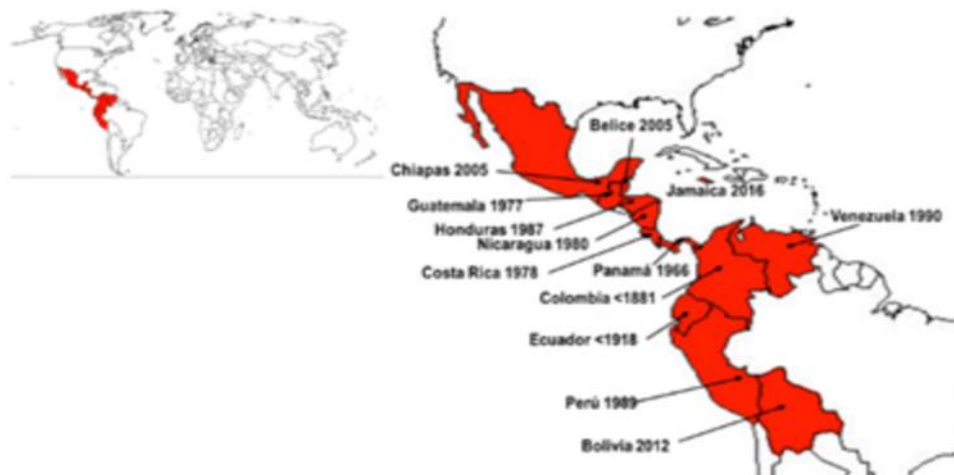 Belice 2005
Chiapas 2005
Jamaica 2016
Guatemala 1977
Venezuela 1990
Honduras 1987
Nicaragua 1980
Costa Rica 1978
Panamá 1966
Colombia <1881
Ecuador <1918
Perú 1989
Bolivia 2012